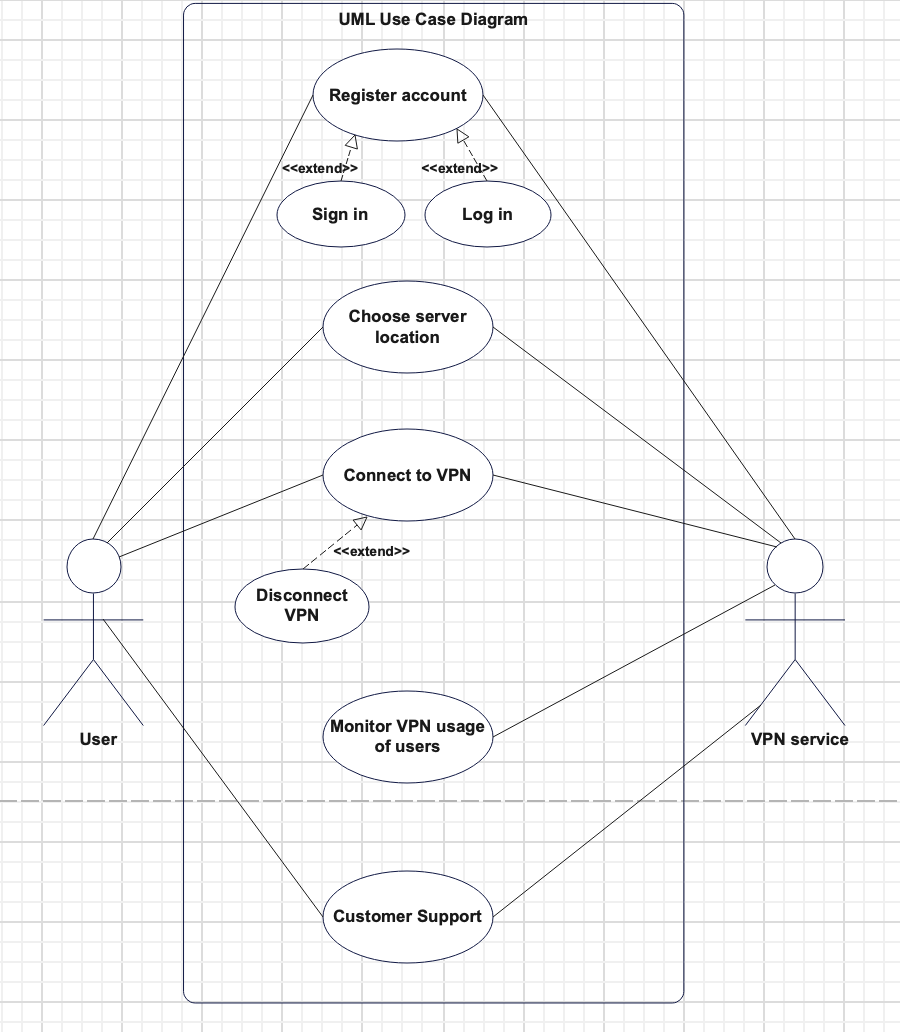 UML Use Case Diagram
Register account
<<extend>>
<<extend>>
Sign in
Log in
Choose server
location
Connect to VPN
<<extend>>
Disconnect
VPN
Monitor VPN usage
of users
User
VPN service
Customer Support